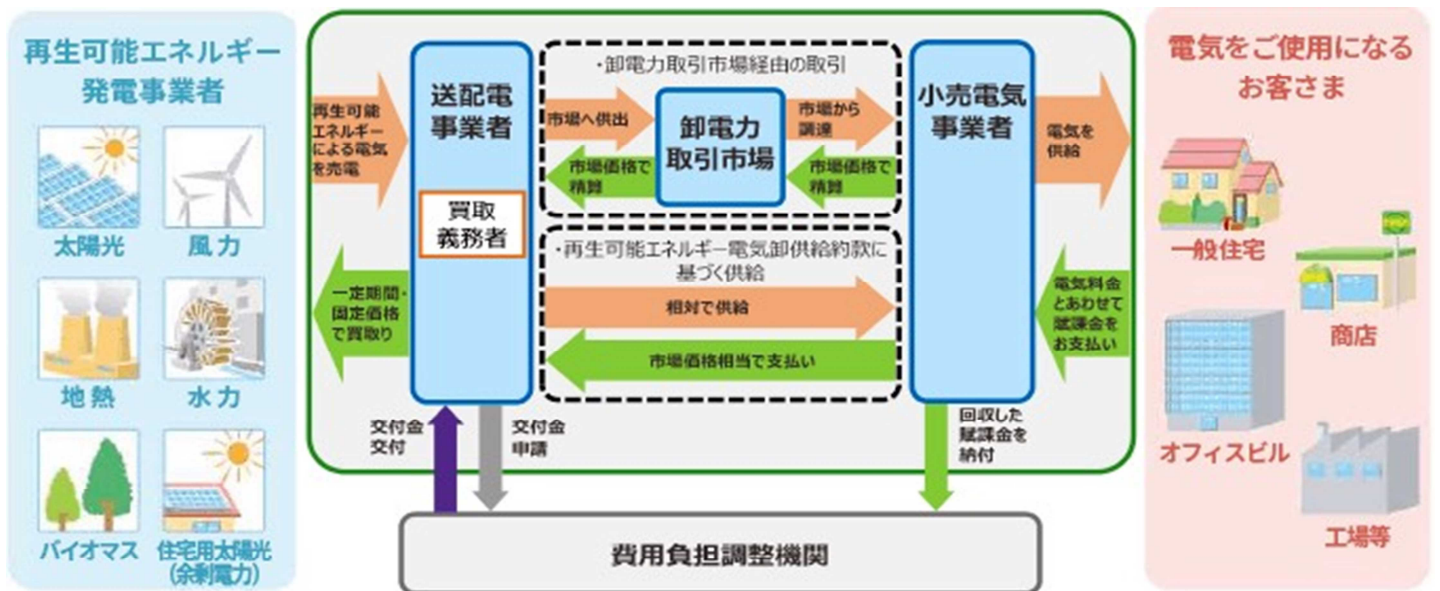 再生可能エネルギー
発電事業者
太陽光
風力
地熱
水力
バイオマス
住宅用太陽光
(余剰電力)
再生可能
エネルギー
による電気
を売電
一定期間・
固定価格
で買取り
送配電
事業者
買取
義務者
・卸電力取引市場経由の取引
市場へ供出
卸電力
取引市場
市場から
調達
市場価格で
精算
市場価格で
精算
・再生可能エネルギー電気卸供給約款に
基づく供給
相対で供給
市場価格相当で支払い
小売電気
事業者
電気を
供給
電気料金
とあわせて
賦課金を
お支払い
交付金
交付
交付金
申請
回収した
賦課金を
納付
費用負担調整機関
電気をご使用になる
お客さま
一般住宅
商店
オフィスビル
工場等